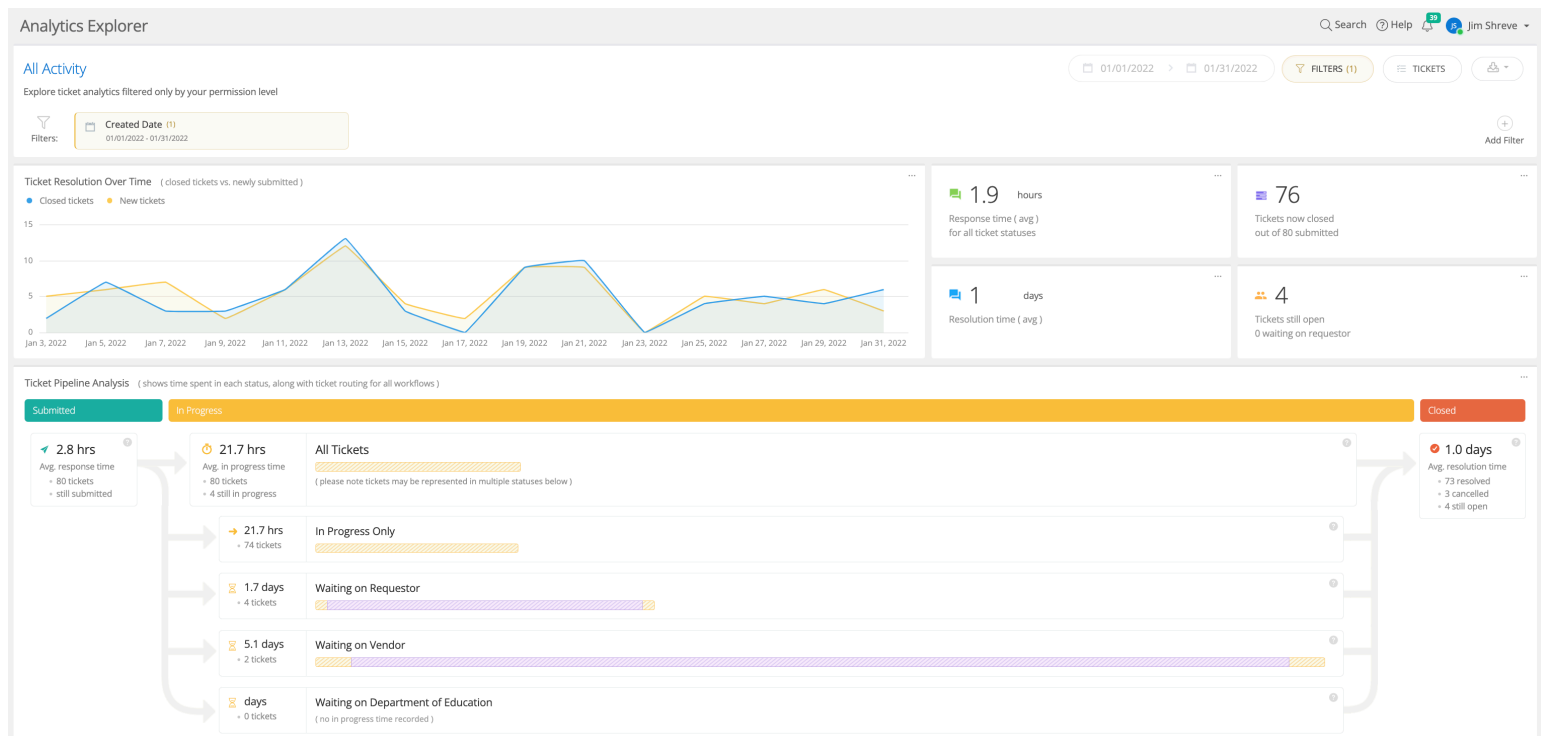 Analytics Explorer
Search Help 39 JS Jim Shreve
All Activity
01/01/2022 > 01/31/2022 FILTERS (1) TICKETS
Explore ticket analytics filtered only by your permission level
Filters:
Created Date (1)
01/01/2022 - 01/31/2022
Add Filter
Ticket Resolution Over Time ( closed tickets vs. newly submitted )
Closed tickets New tickets
15
10
5
0
Jan 3, 2022 Jan 5, 2022 Jan 7, 2022 Jan 9, 2022 Jan 11, 2022 Jan 13, 2022 Jan 15, 2022 Jan 17, 2022 Jan 19, 2022 Jan 21, 2022 Jan 23, 2022 Jan 25, 2022 Jan 27, 2022 Jan 29, 2022 Jan 31, 2022
1.9 hours
Response time ( avg )
for all ticket statuses
76
Tickets now closed
out of 80 submitted
1 days
Resolution time ( avg )
4
Tickets still open
0 waiting on requestor
Ticket Pipeline Analysis ( shows time spent in each status, along with ticket routing for all workflows )
Submitted In Progress Closed
2.8 hrs
Avg. response time
80 tickets
still submitted
21.7 hrs
Avg. in progress time
80 tickets
4 still in progress
All Tickets
( please note tickets may be represented in multiple statuses below )
1.0 days
Avg. resolution time
73 resolved
3 cancelled
4 still open
21.7 hrs
74 tickets
In Progress Only
1.7 days
4 tickets
Waiting on Requestor
5.1 days
2 tickets
Waiting on Vendor
days
0 tickets
Waiting on Department of Education
( no in progress time recorded )